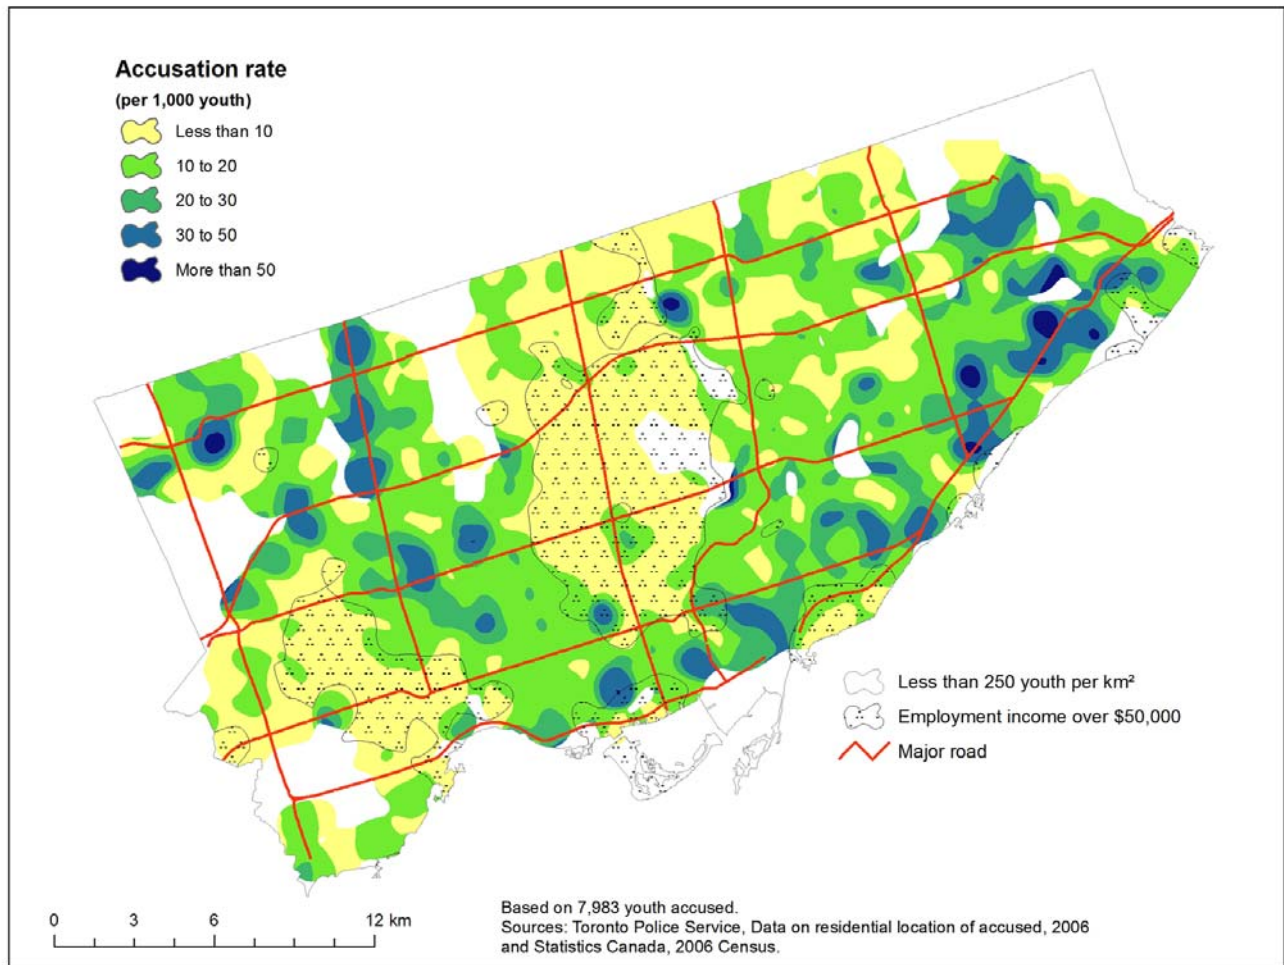 Accusation rate
(per 1,000 youth)
Less than 10
10 to 20
20 to 30
30 to 50
More than 50
Less than 250 youth per km²
Employment income over $50,000
Major road
0 3 6 12 km
Based on 7,983 youth accused.
Sources: Toronto Police Service, Data on residential location of accused, 2006
and Statistics Canada, 2006 Census.